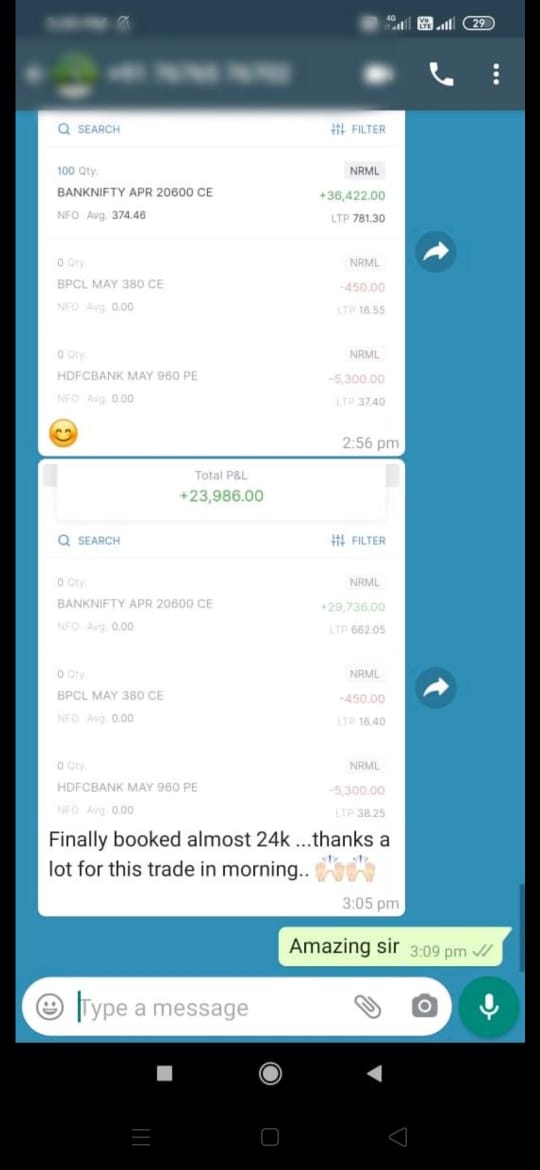 4G
Vo
LTE
29
SEARCH
FILTER
100 Qty.
NRML
BANKNIFTY APR 20600 CE
+36,422.00
NFO Avg. 374.46
LTP 781.30
0 Qty.
NRML
BPCL MAY 380 CE
-450.00
NFO Avg. 0.00
LTP 16.55
0 Qty.
NRML
HDFCBANK MAY 960 PE
-5,300.00
NFO Avg. 0.00
LTP 37.40
2:56 pm
Total P&L
+23,986.00
SEARCH
FILTER
0 Qty.
NRML
BANKNIFTY APR 20600 CE
+29,736.00
NFO Avg. 0.00
LTP 662.05
0 Qty.
NRML
BPCL MAY 380 CE
-450.00
NFO Avg. 0.00
LTP 16.40
0 Qty.
NRML
HDFCBANK MAY 960 PE
-5,300.00
NFO Avg. 0.00
LTP 38.25
Finally booked almost 24k ...thanks a
lot for this trade in morning..
3:05 pm
Amazing sir 3:09 pm
Type a message